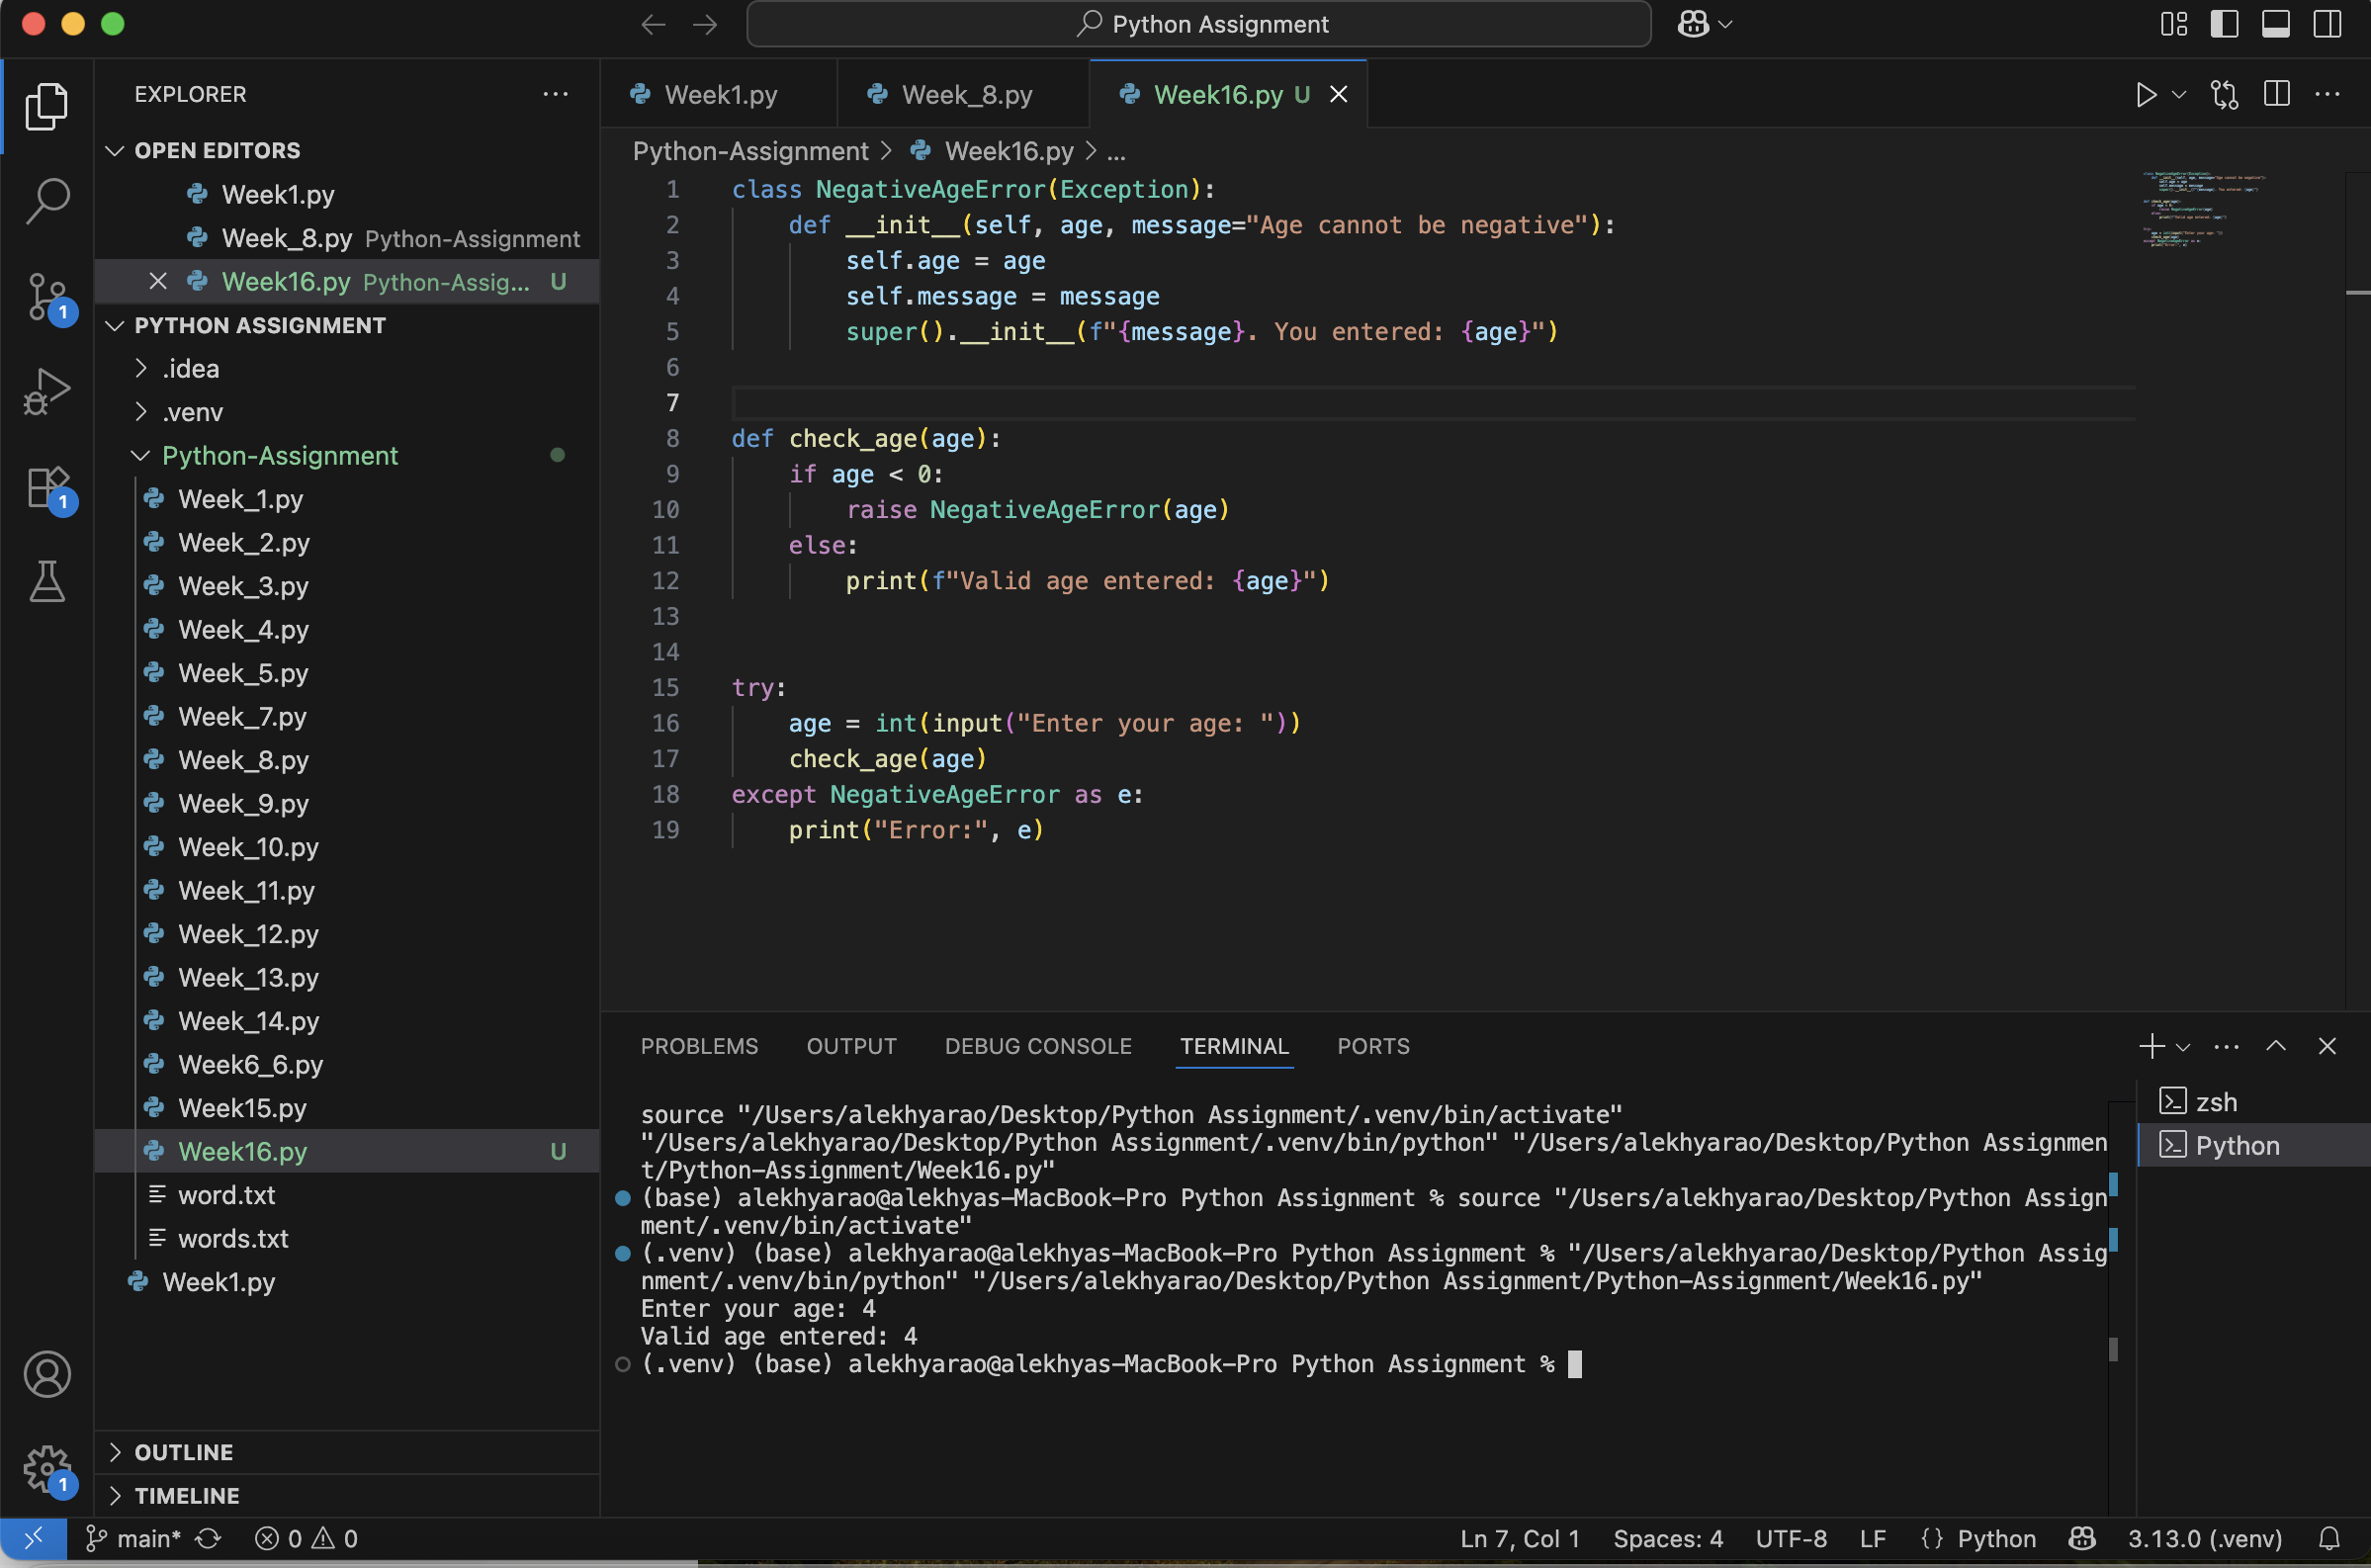 Python Assignment
EXPLORER
OPEN EDITORS
Week1.py
Week_8.py Python-Assignment
Week16.py Python-Assig... U
PYTHON ASSIGNMENT
.idea
.venv
Python-Assignment
Week_1.py
Week_2.py
Week_3.py
Week_4.py
Week_5.py
Week_7.py
Week_8.py
Week_9.py
Week_10.py
Week_11.py
Week_12.py
Week_13.py
Week_14.py
Week6_6.py
Week15.py
Week16.py U
word.txt
words.txt
Week1.py
OUTLINE
TIMELINE
1
1
1
Week1.py Week_8.py Week16.py U
Python-Assignment > Week16.py > ...
1 class NegativeAgeError(Exception):
2 def __init__(self, age, message="Age cannot be negative"):
3 self.age = age
4 self.message = message
5 super().__init__(f"{message}. You entered: {age}")
6
7
8 def check_age(age):
9 if age < 0:
10 raise NegativeAgeError(age)
11 else:
12 print(f"Valid age entered: {age}")
13
14
15 try:
16 age = int(input("Enter your age: "))
17 check_age(age)
18 except NegativeAgeError as e:
19 print("Error:", e)
PROBLEMS OUTPUT DEBUG CONSOLE TERMINAL PORTS
source "/Users/alekhyarao/Desktop/Python Assignment/.venv/bin/activate"
"/Users/alekhyarao/Desktop/Python Assignment/.venv/bin/python" "/Users/alekhyarao/Desktop/Python Assignmen
t/Python-Assignment/Week16.py"
(base) alekhyarao@alekhyas-MacBook-Pro Python Assignment % source "/Users/alekhyarao/Desktop/Python Assign
ment/.venv/bin/activate"
(.venv) (base) alekhyarao@alekhyas-MacBook-Pro Python Assignment % "/Users/alekhyarao/Desktop/Python Assig
nment/.venv/bin/python" "/Users/alekhyarao/Desktop/Python Assignment/Python-Assignment/Week16.py"
Enter your age: 4
Valid age entered: 4
(.venv) (base) alekhyarao@alekhyas-MacBook-Pro Python Assignment %
zsh
Python
main* 0 0
Ln 7, Col 1 Spaces: 4 UTF-8 LF {} Python 3.13.0 (.venv)